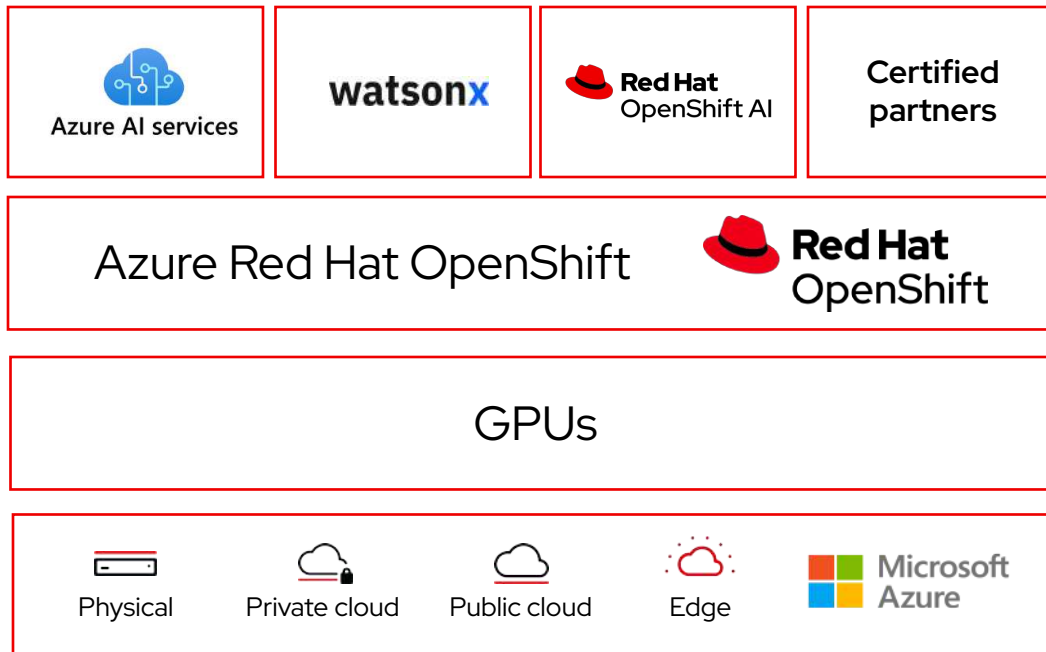 Azure AI services
watsonx
Red Hat
OpenShift AI
Certified
partners
Azure Red Hat OpenShift
Red Hat
OpenShift
GPUs
Physical
Private cloud
Public cloud
Edge
Microsoft
Azure